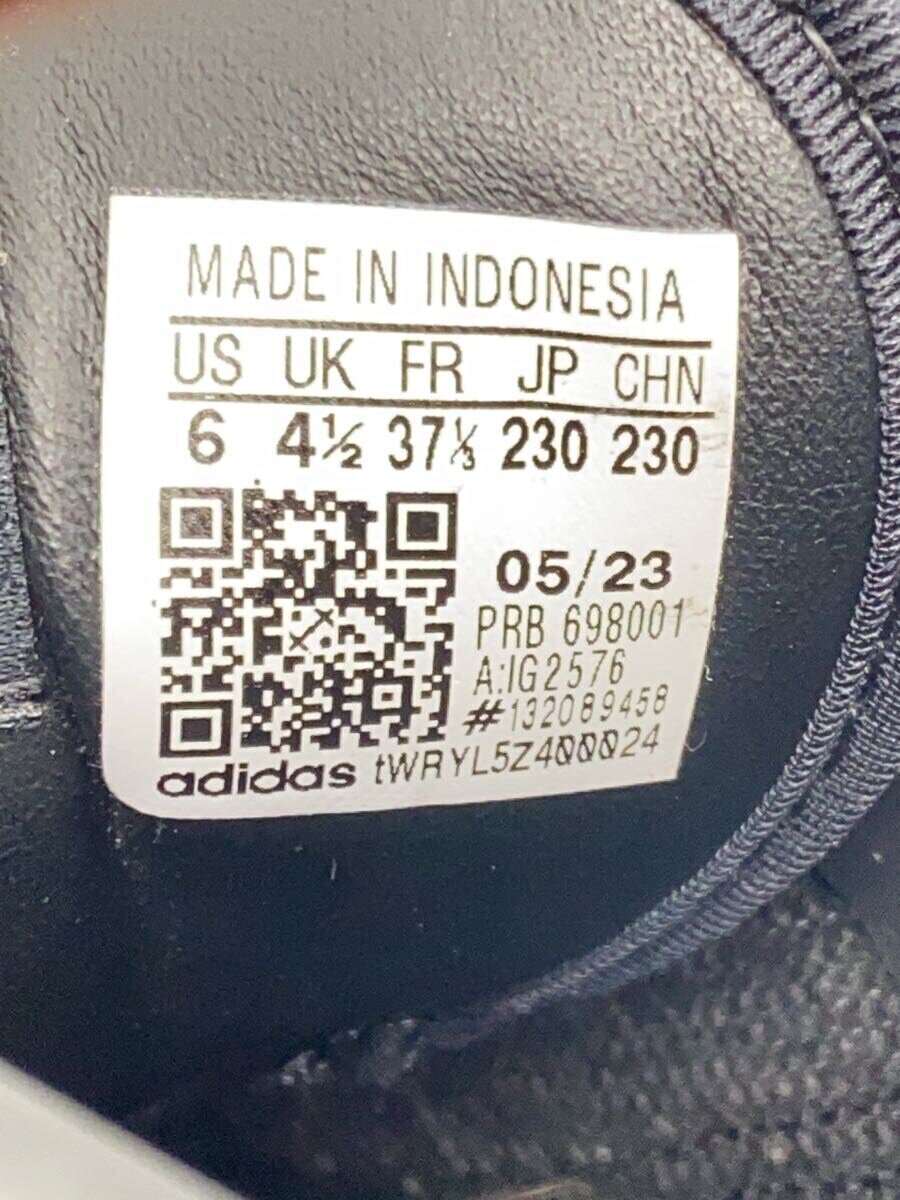 MADE IN INDONESIA
US UK FR JP CHN
6 4½ 37⅓ 230 230
05/23
PRB 698001
A:IG2576
#132089458
adidas tWRYL5Z400024